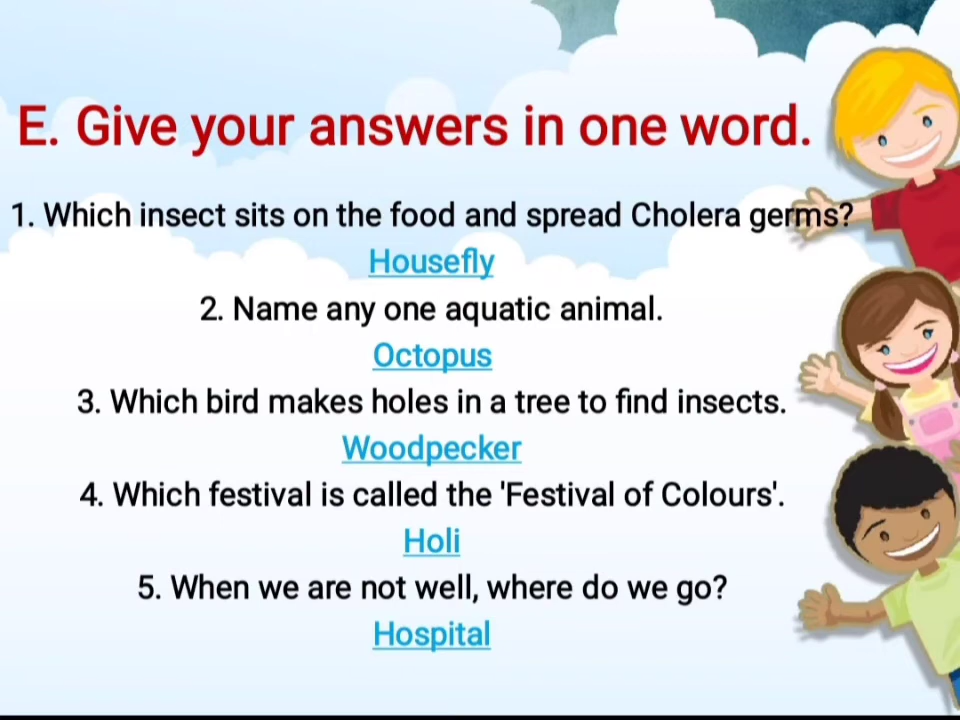 E. Give your answers in one word.
1. Which insect sits on the food and spread Cholera germs?
Housefly
2. Name any one aquatic animal.
Octopus
3. Which bird makes holes in a tree to find insects.
Woodpecker
4. Which festival is called the 'Festival of Colours'.
Holi
5. When we are not well, where do we go?
Hospital